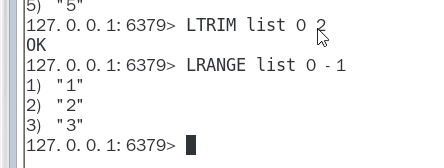 5) "5"
127.0.0.1:6379> LTRIM list 0 2
OK
127.0.0.1:6379> LRANGE list 0 -1
1) "1"
2) "2"
3) "3"
127.0.0.1:6379>